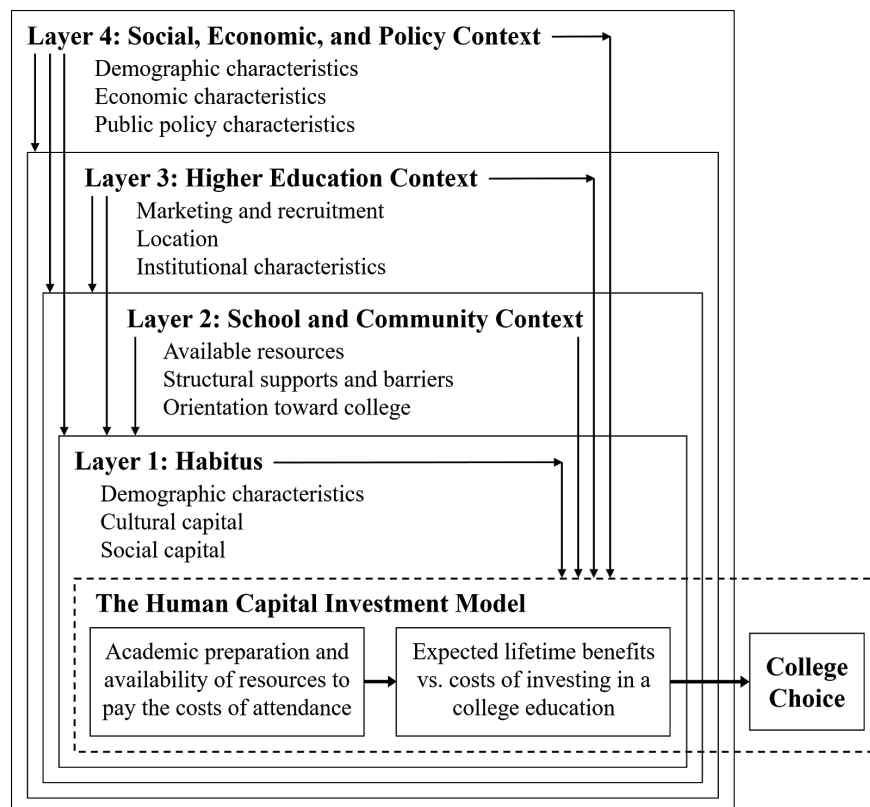 Layer 4: Social, Economic, and Policy Context
Demographic characteristics
Economic characteristics
Public policy characteristics
Layer 3: Higher Education Context
Marketing and recruitment
Location
Institutional characteristics
Layer 2: School and Community Context
Available resources
Structural supports and barriers
Orientation toward college
Layer 1: Habitus
Demographic characteristics
Cultural capital
Social capital
The Human Capital Investment Model
Academic preparation and
availability of resources to
pay the costs of attendance
Expected lifetime benefits
vs. costs of investing in a
college education
College
Choice